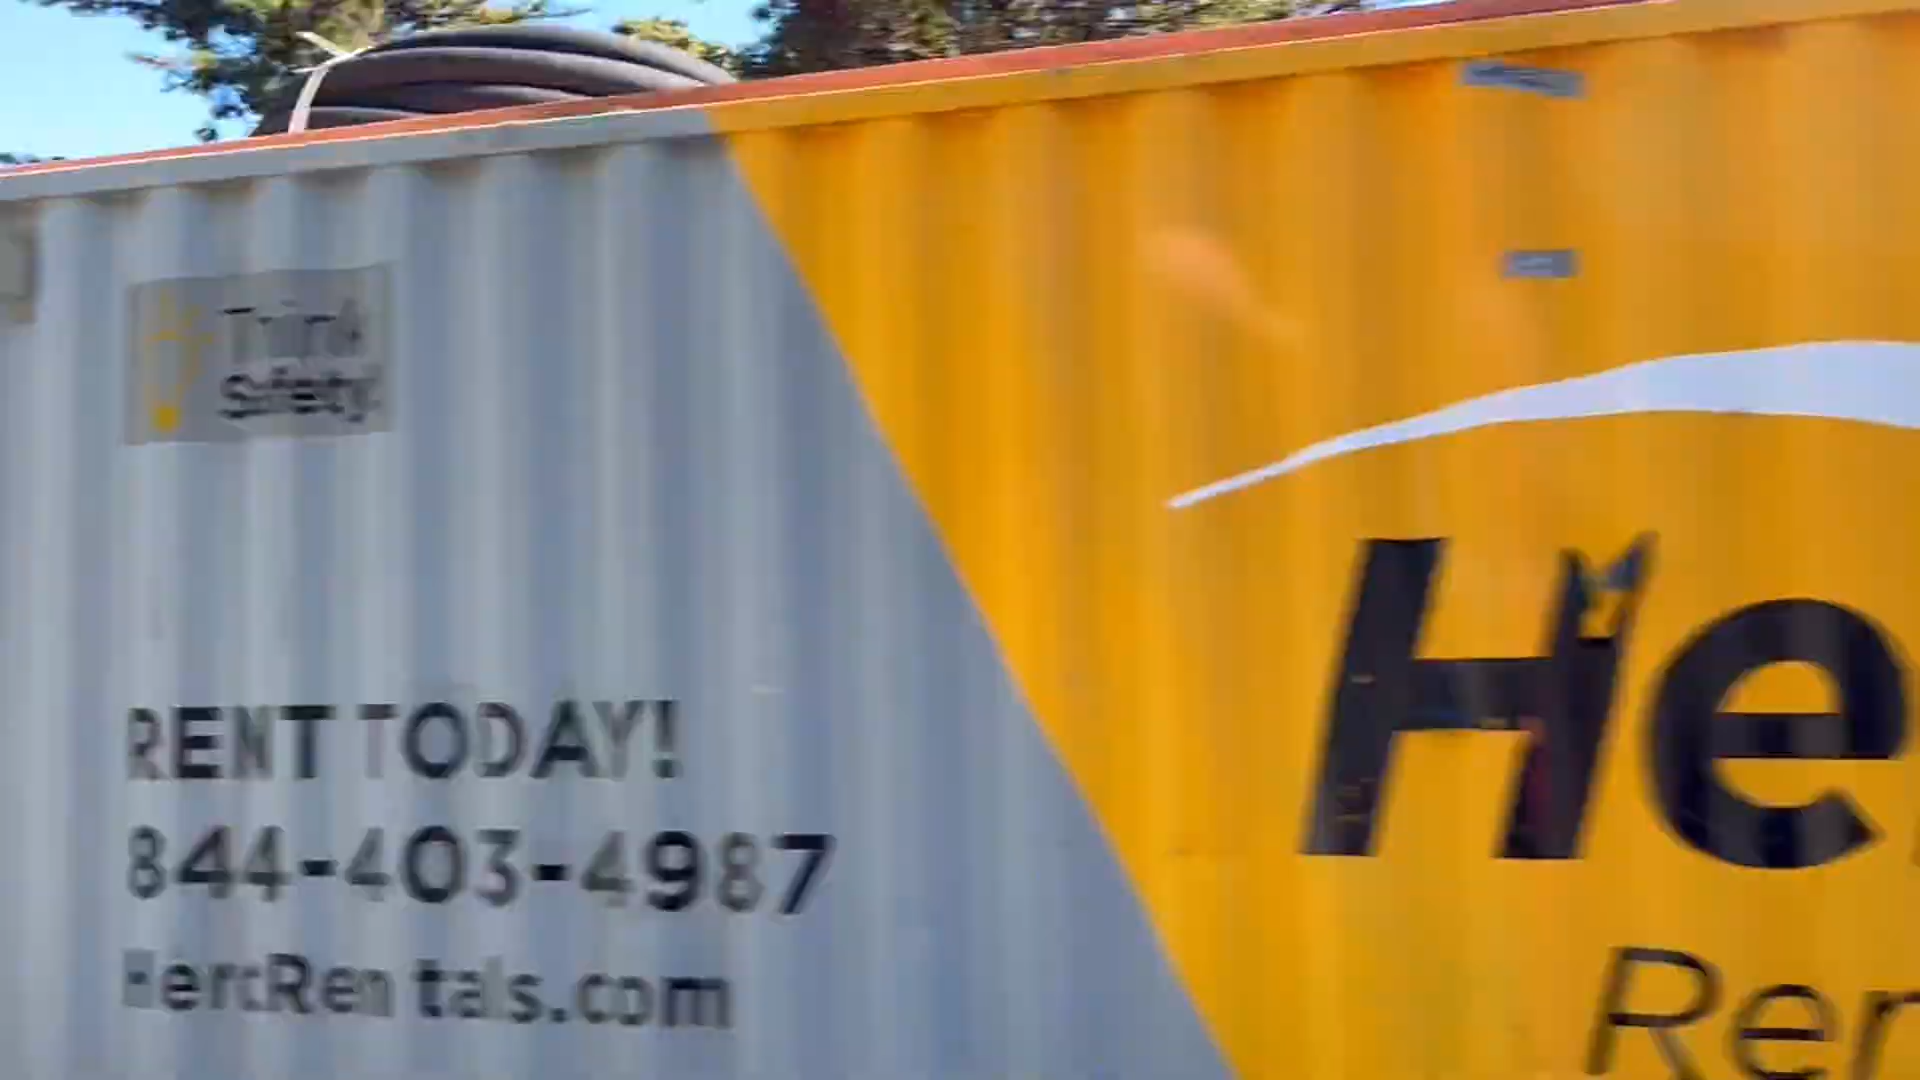 Think
Safety
RENT TODAY!
844-403-4987
HercRentals.com
He
Ren